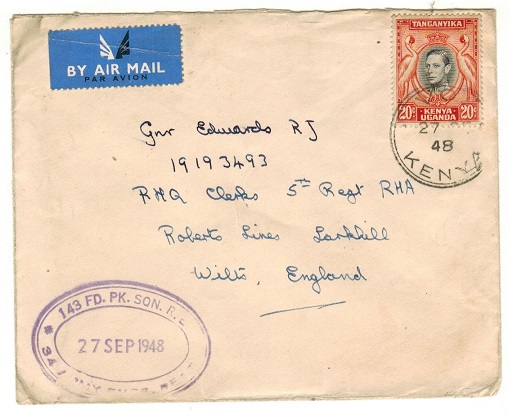 BY AIR MAIL
PAR AVION
TANGANYIKA
20c 20c
KENYA
UGANDA
27
48
KENYA
Gnr Edwards RJ
19193493
RHQ Clerks 5th Regt RHA
Roberts Lines Larkhill
Wilts, England
143 FD. PK. SQN. R.E
27 SEP 1948